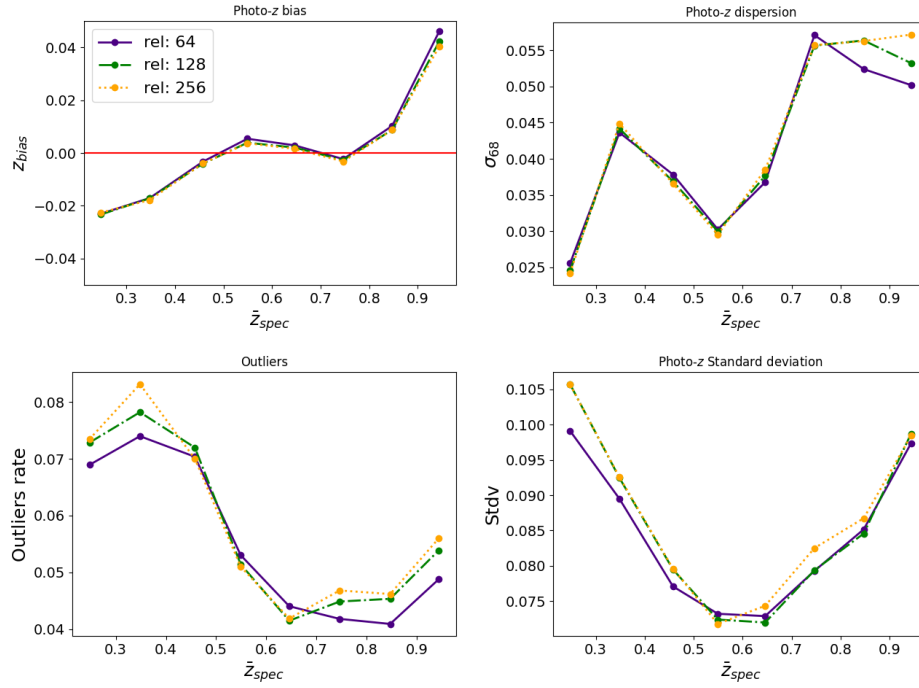 Photo-z bias
0.04
0.02
0.00
−0.02
−0.04
z_bias
rel: 64
rel: 128
rel: 256
0.3 0.4 0.5 0.6 0.7 0.8 0.9
z̄_spec
Photo-z dispersion
0.055
0.050
0.045
0.040
0.035
0.030
0.025
σ_68
0.3 0.4 0.5 0.6 0.7 0.8 0.9
z̄_spec
Outliers
0.08
0.07
0.06
0.05
0.04
Outliers rate
0.3 0.4 0.5 0.6 0.7 0.8 0.9
z̄_spec
Photo-z Standard deviation
0.105
0.100
0.095
0.090
0.085
0.080
0.075
Stdv
0.3 0.4 0.5 0.6 0.7 0.8 0.9
z̄_spec